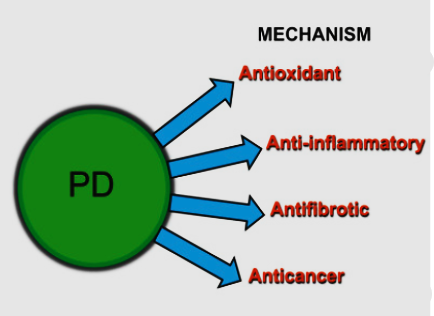 MECHANISM
Antioxidant
Anti-inflammatory
PD
Antifibrotic
Anticancer